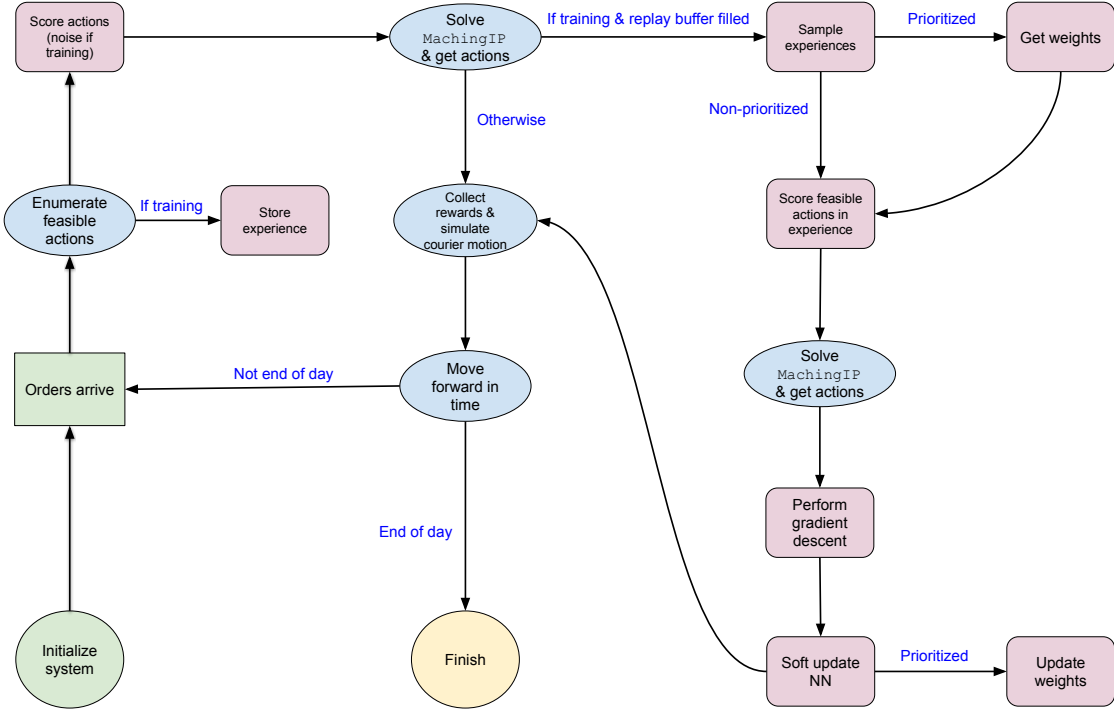 Score actions
(noise if
training)
Solve
MachingIP
& get actions
If training & replay buffer filled
Sample
experiences
Prioritized
Get weights
Otherwise
Non-prioritized
Enumerate
feasible
actions
If training
Store
experience
Collect
rewards &
simulate
courier motion
Score feasible
actions in
experience
Orders arrive
Not end of day
Move
forward in
time
Solve
MachingIP
& get actions
End of day
Perform
gradient
descent
Initialize
system
Finish
Soft update
NN
Prioritized
Update
weights